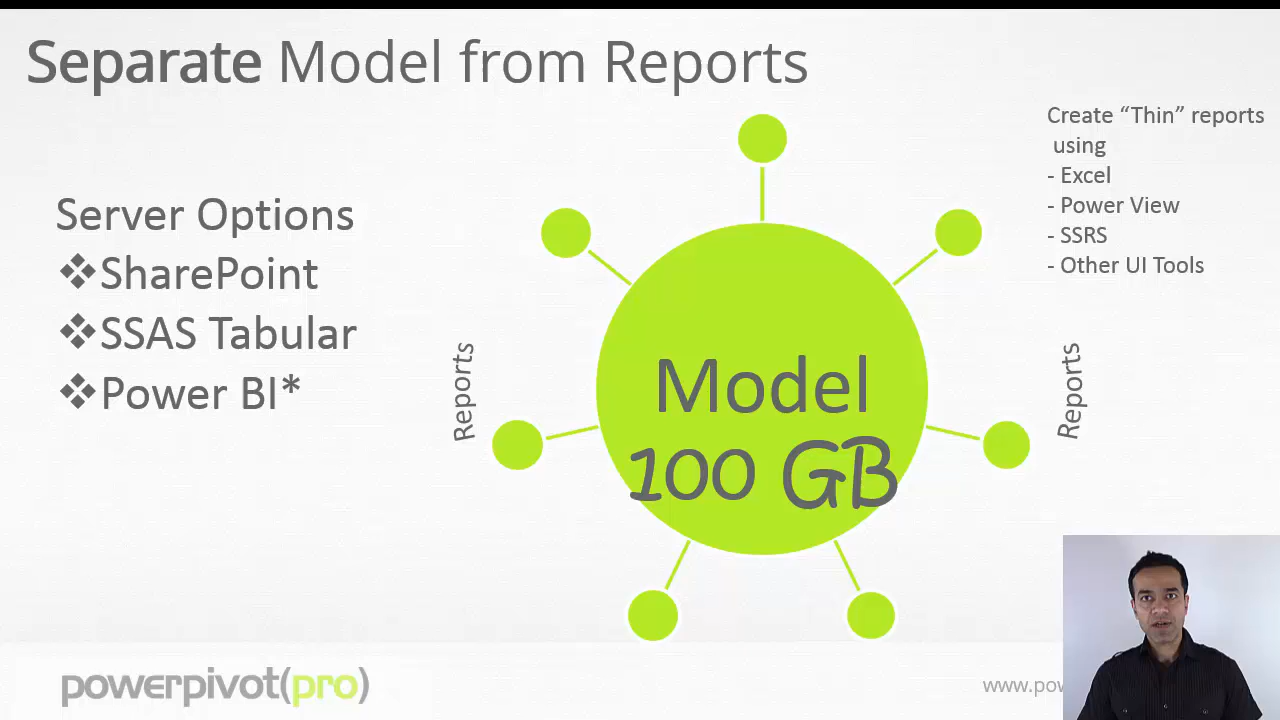 Separate Model from Reports
Server Options
❖SharePoint
❖SSAS Tabular
❖Power BI*
Reports
Model
100 GB
Reports
Create “Thin” reports
using
- Excel
- Power View
- SSRS
- Other UI Tools
powerpivot(pro)
www.pow